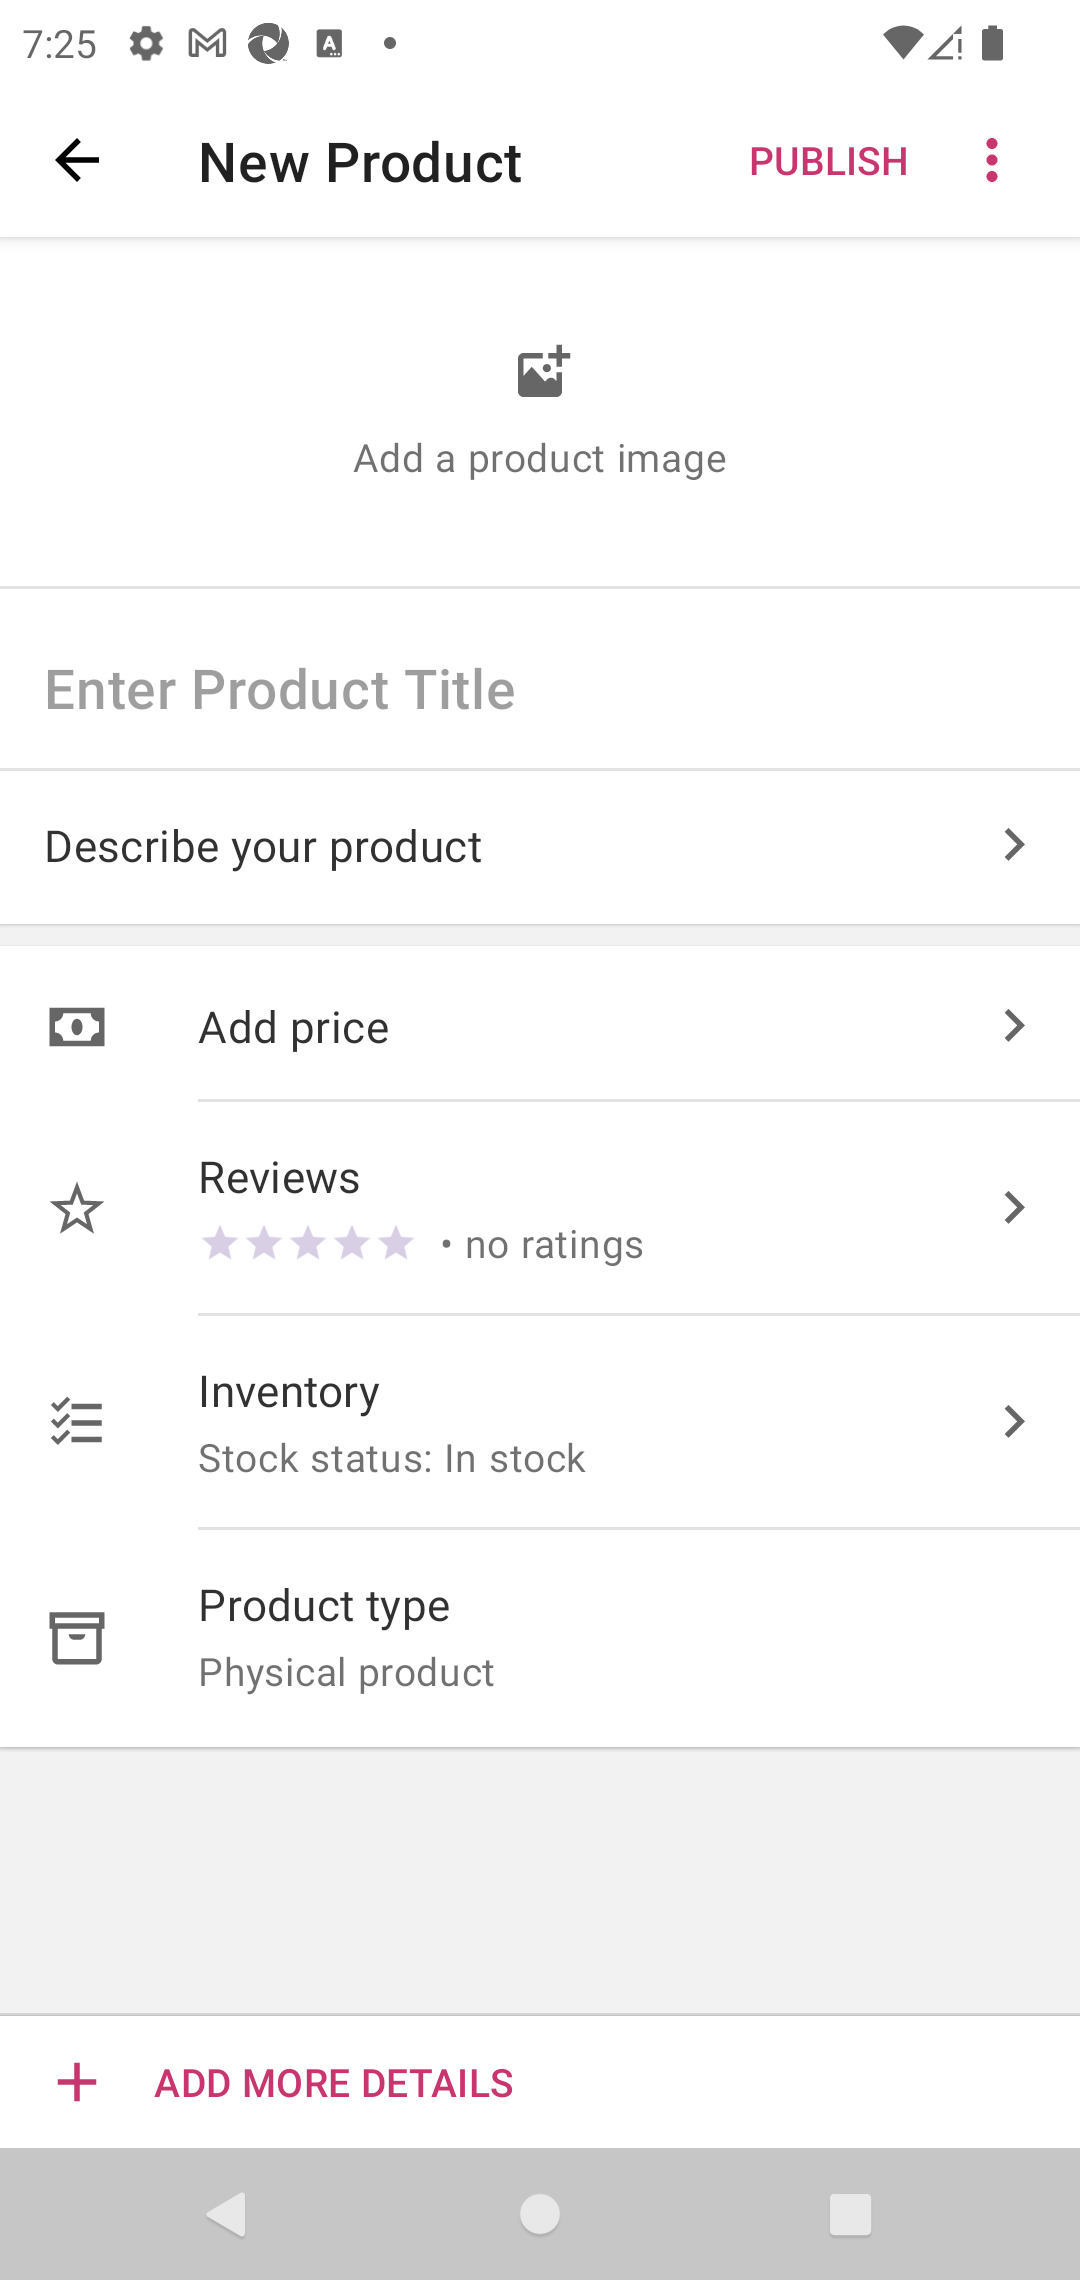 7:25
New Product
PUBLISH
Add a product image
Enter Product Title
Describe your product
Add price
Reviews
• no ratings
Inventory
Stock status: In stock
Product type
Physical product
ADD MORE DETAILS